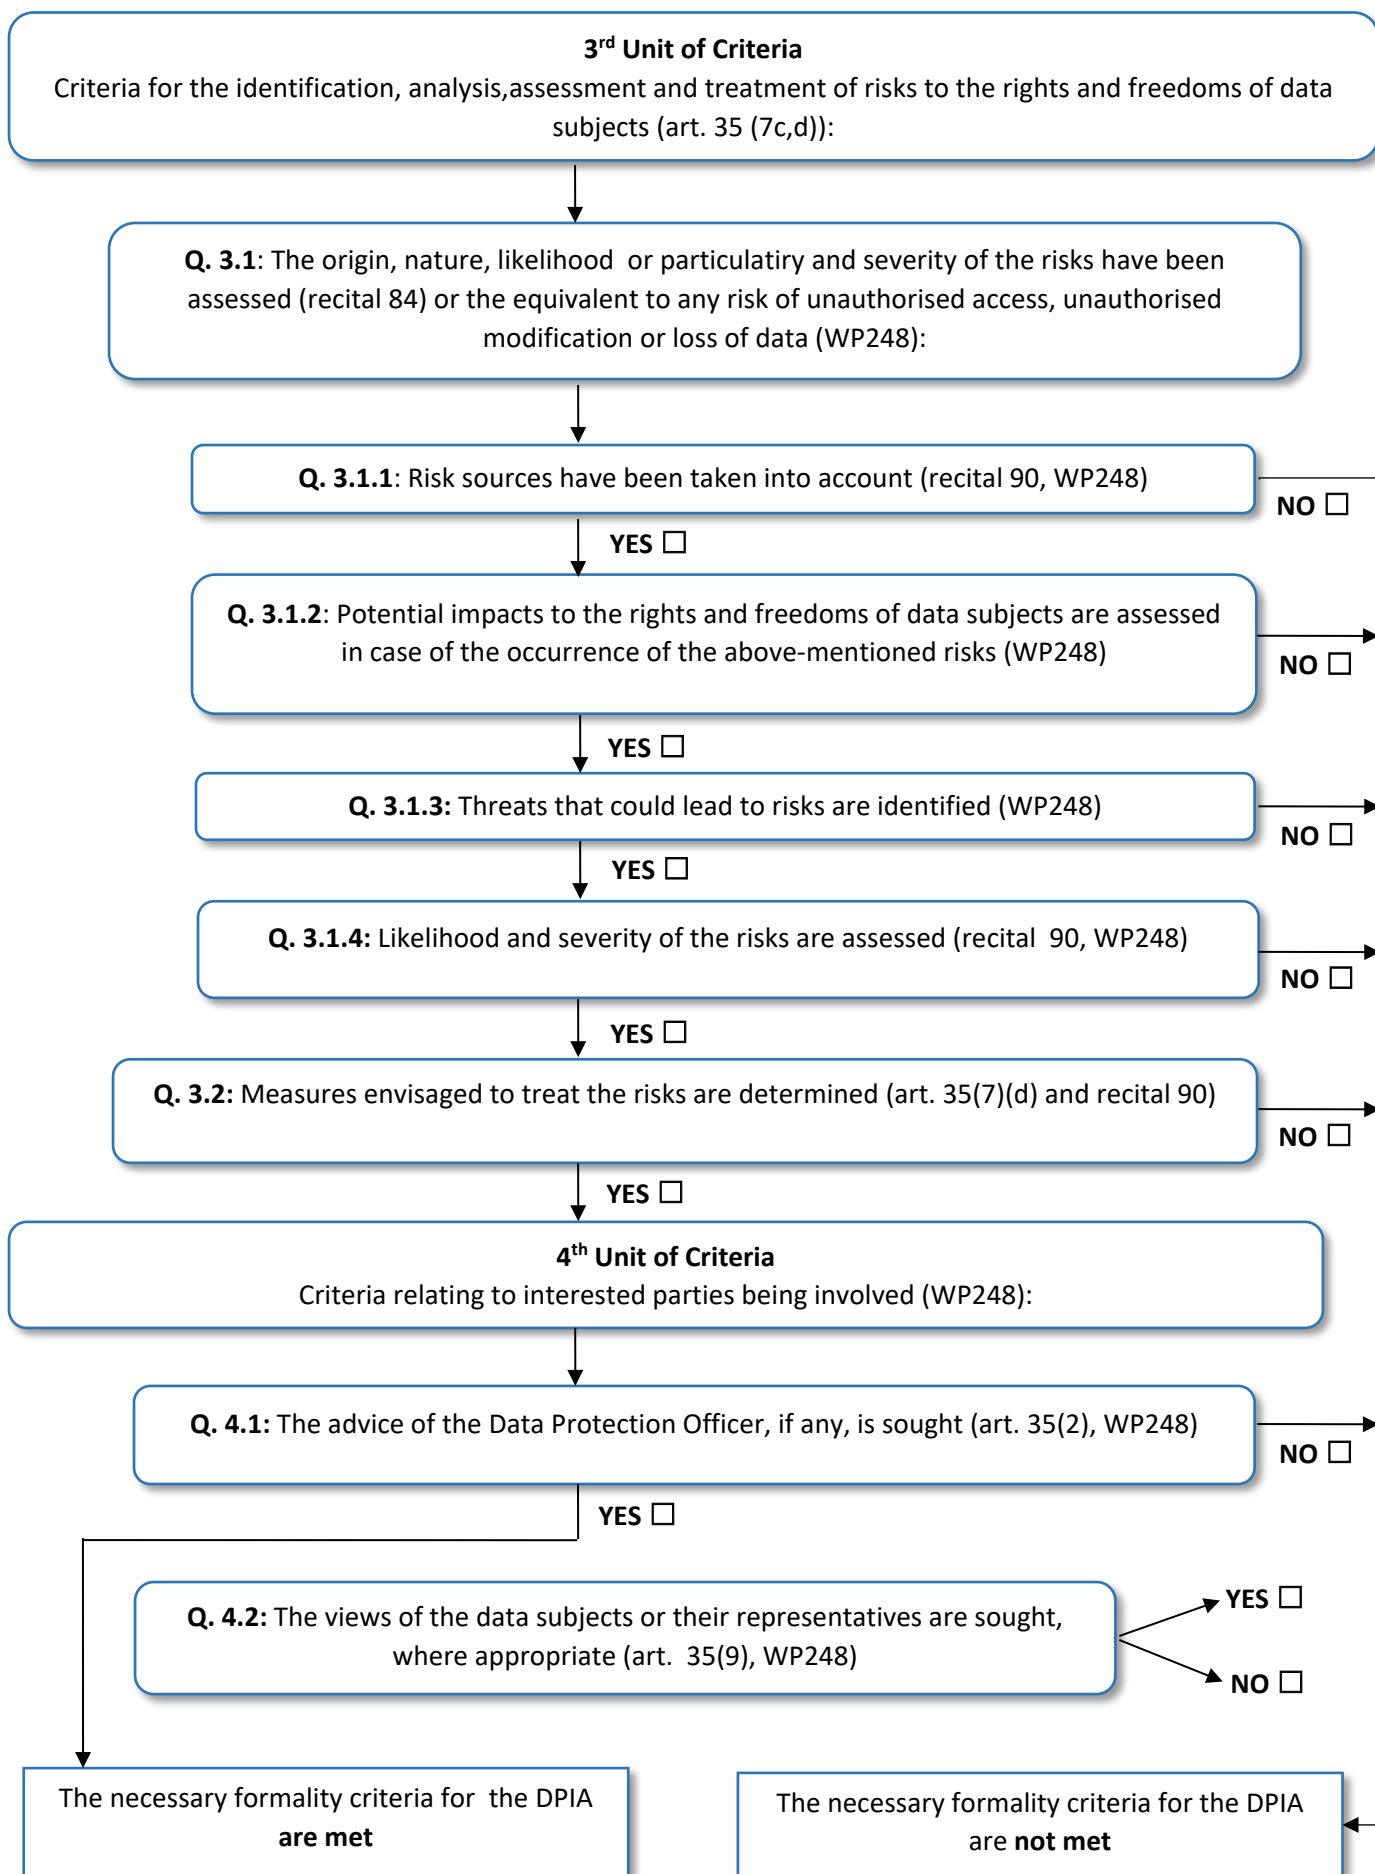 3rd Unit of Criteria
Criteria for the identification, analysis,assessment and treatment of risks to the rights and freedoms of data
subjects (art. 35 (7c,d)):
Q. 3.1: The origin, nature, likelihood or particulatiry and severity of the risks have been
assessed (recital 84) or the equivalent to any risk of unauthorised access, unauthorised
modification or loss of data (WP248):
Q. 3.1.1: Risk sources have been taken into account (recital 90, WP248)
NO ☐
YES ☐
Q. 3.1.2: Potential impacts to the rights and freedoms of data subjects are assessed
in case of the occurrence of the above-mentioned risks (WP248)
NO ☐
YES ☐
Q. 3.1.3: Threats that could lead to risks are identified (WP248)
NO ☐
YES ☐
Q. 3.1.4: Likelihood and severity of the risks are assessed (recital 90, WP248)
NO ☐
YES ☐
Q. 3.2: Measures envisaged to treat the risks are determined (art. 35(7)(d) and recital 90)
NO ☐
YES ☐
4th Unit of Criteria
Criteria relating to interested parties being involved (WP248):
Q. 4.1: The advice of the Data Protection Officer, if any, is sought (art. 35(2), WP248)
NO ☐
YES ☐
Q. 4.2: The views of the data subjects or their representatives are sought,
where appropriate (art. 35(9), WP248)
YES ☐
NO ☐
The necessary formality criteria for the DPIA
are met
The necessary formality criteria for the DPIA
are not met